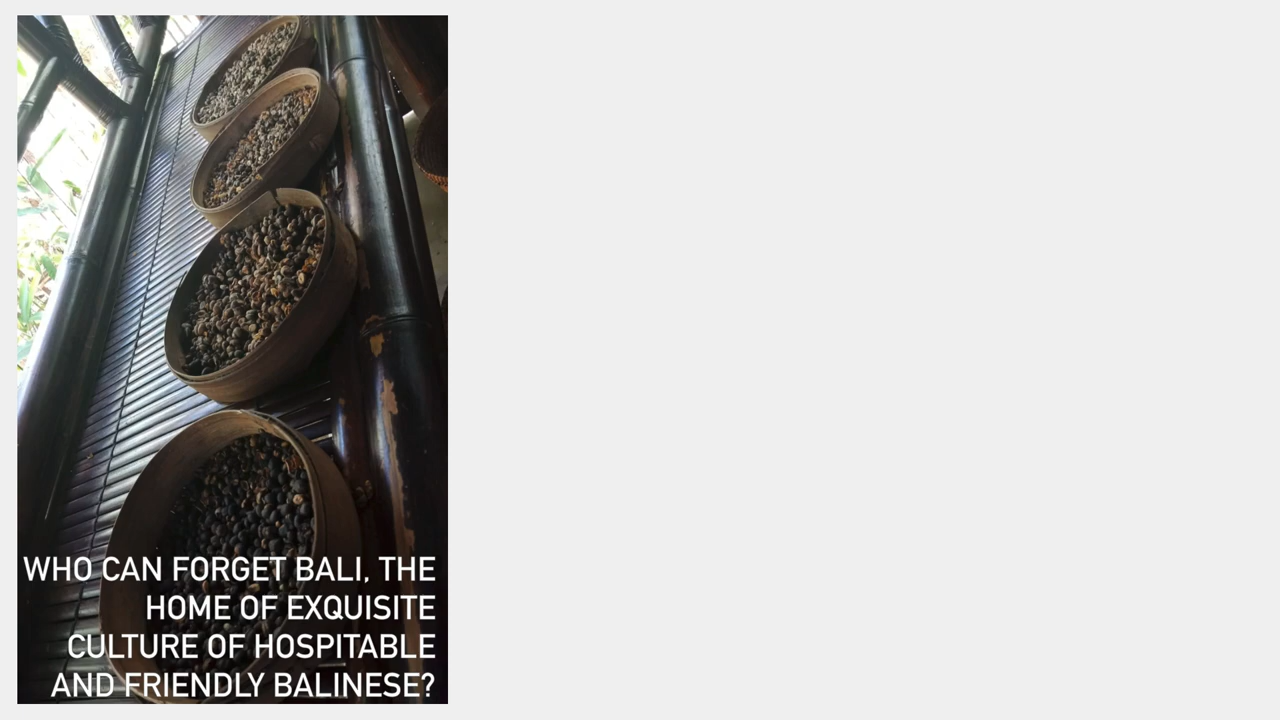 WHO CAN FORGET BALI, THE
HOME OF EXQUISITE
CULTURE OF HOSPITABLE
AND FRIENDLY BALINESE?